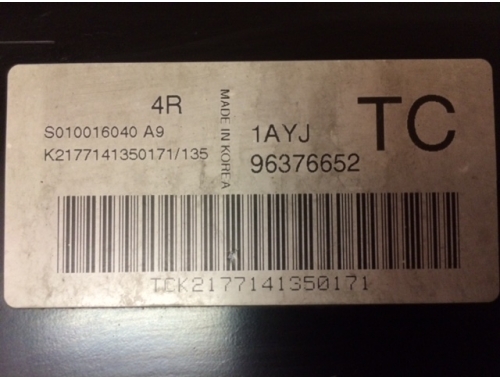 4R
S010016040 A9
K2177141350171/135
MADE IN KOREA
1AYJ
96376652
TC
TCK2177141350171